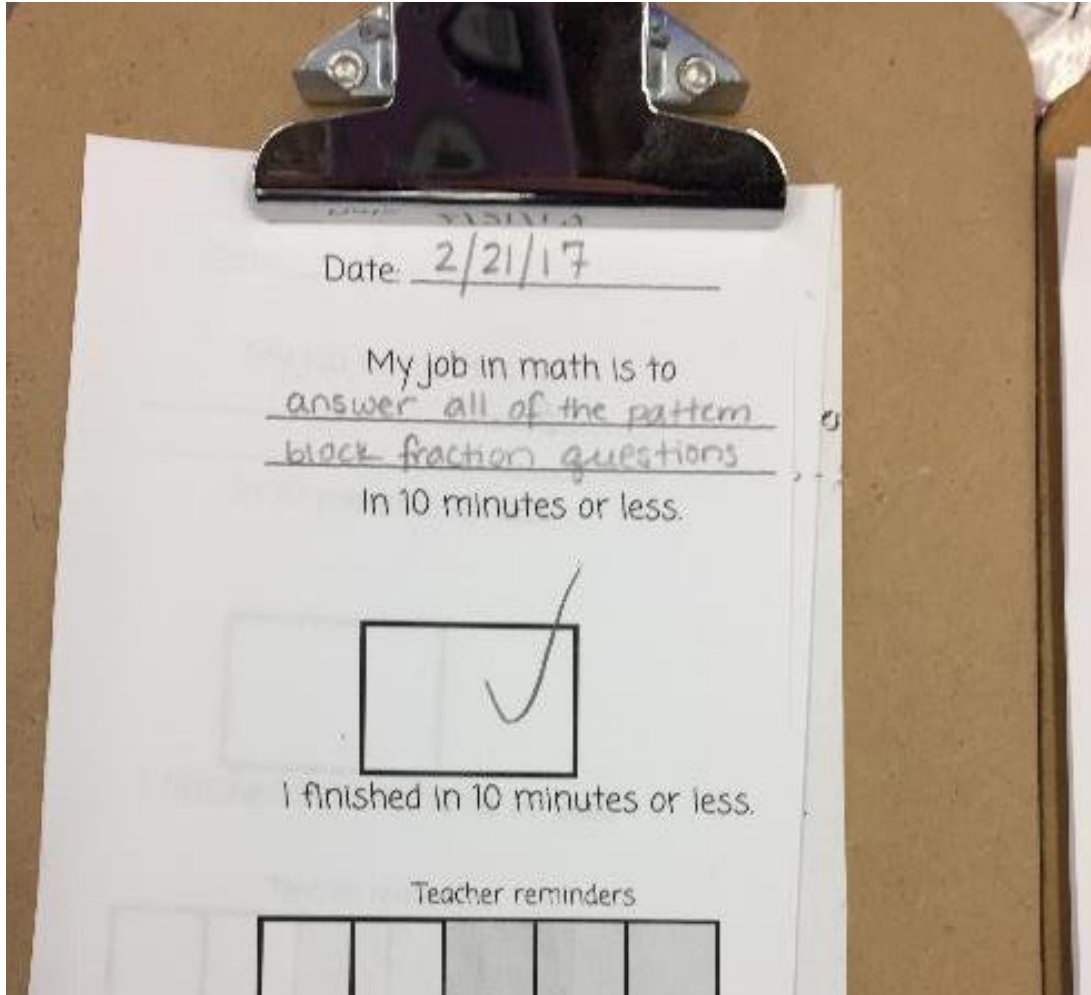 Date: 2/21/17
My job in math is to
answer all of the pattern
block fraction questions
In 10 minutes or less.
I finished in 10 minutes or less.
Teacher reminders